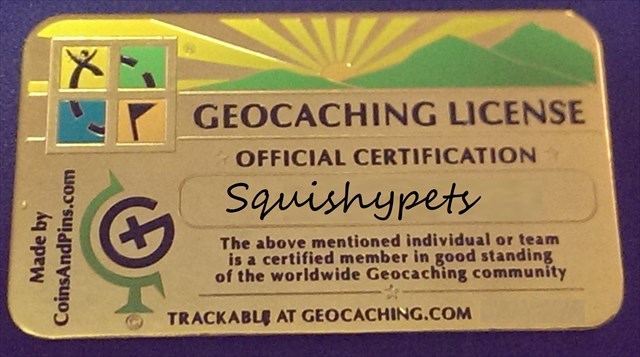 GEOCACHING LICENSE
OFFICIAL CERTIFICATION
Squishypets
The above mentioned individual or team
is a certified member in good standing
of the worldwide Geocaching community
TRACKABLE AT GEOCACHING.COM
Made by
CoinsAndPins.com